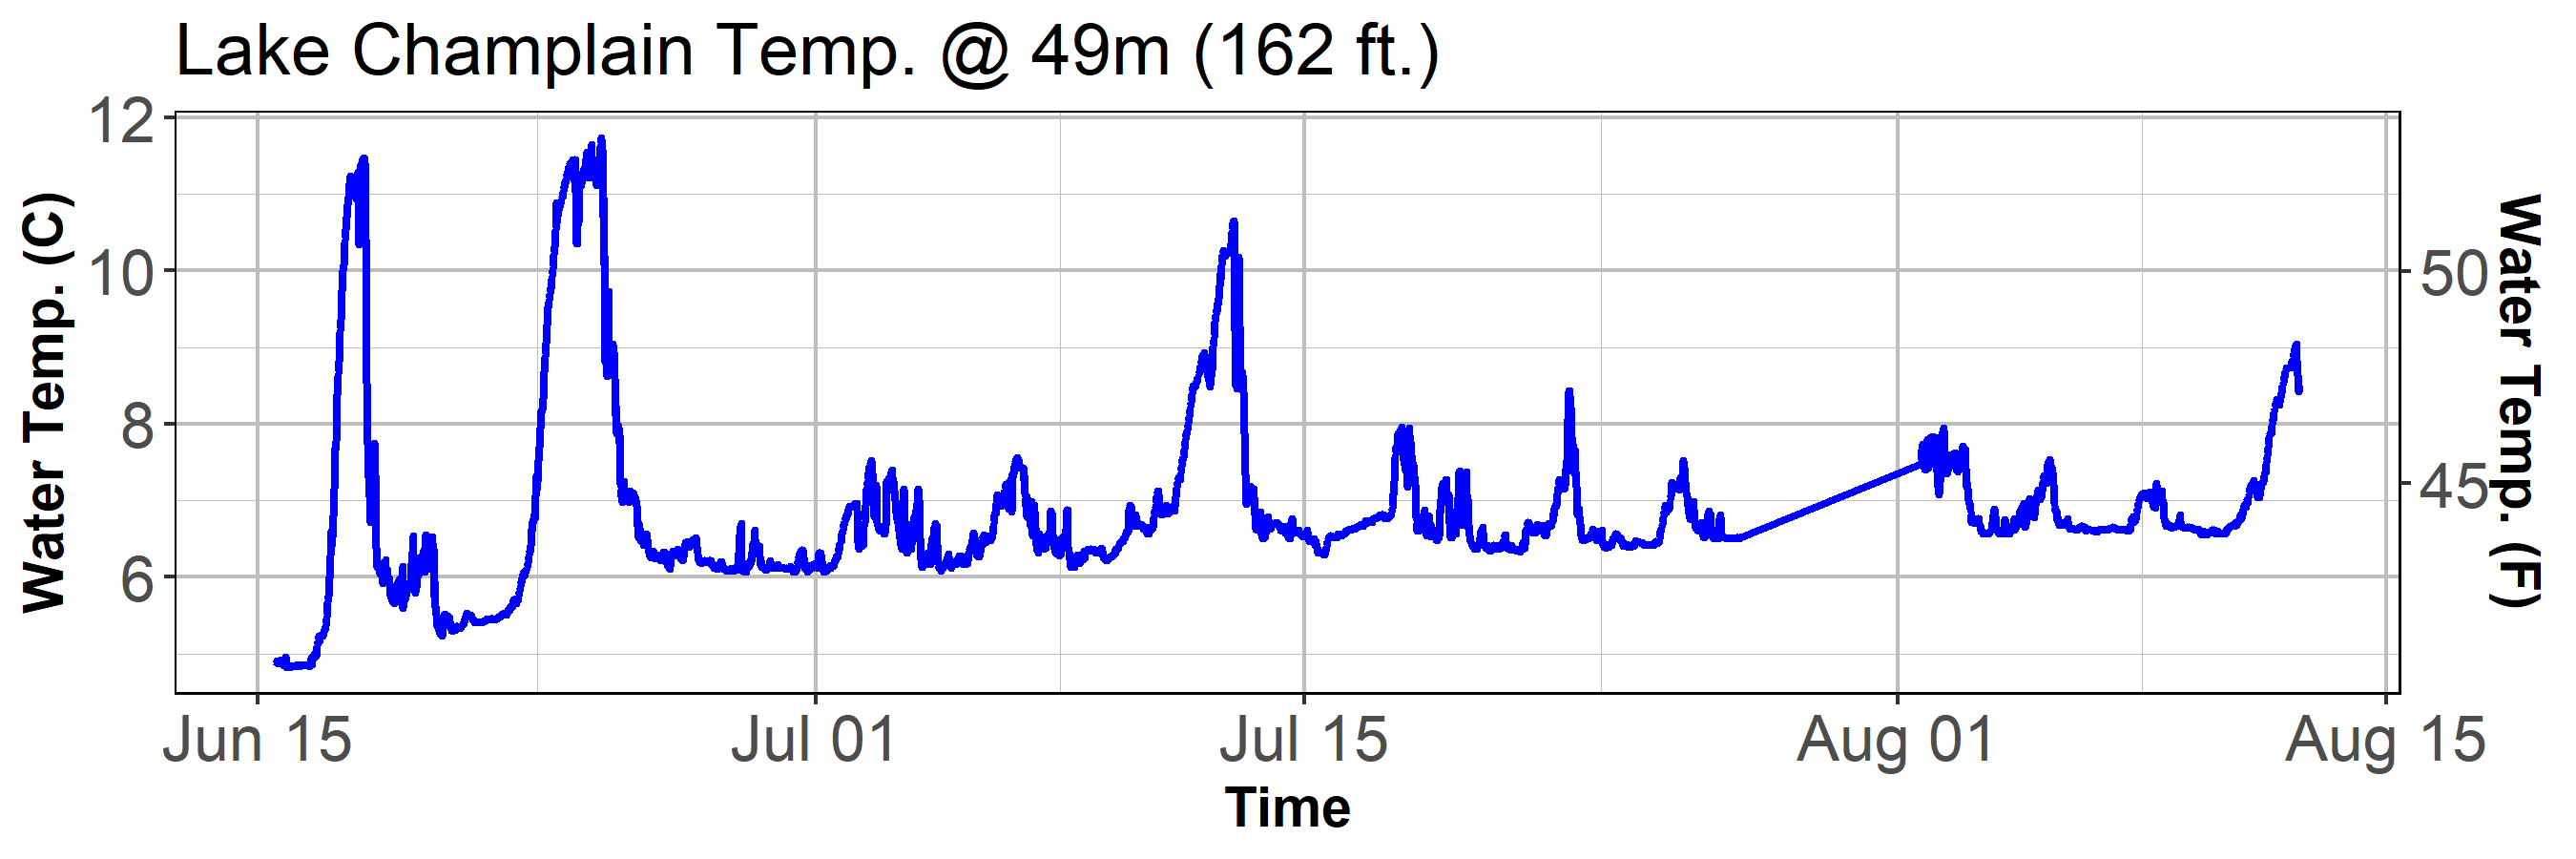 Lake Champlain Temp. @ 49m (162 ft.)
Water Temp. (C)
12
10
8
6
50
45
Water Temp. (F)
Jun 15 Jul 01 Jul 15 Aug 01 Aug 15
Time